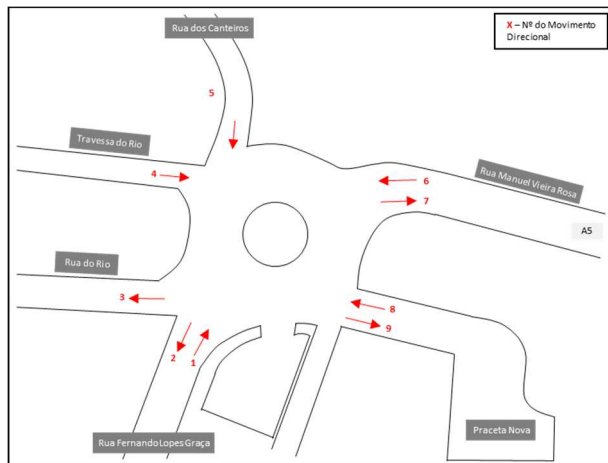 Rua dos Canteiros
X – Nº do Movimento
Direcional
5
Travessa do Rio
4
6
Rua Manuel Vieira Rosa
7
A5
Rua do Rio
3
8
2
1
9
Rua Fernando Lopes Graça
Praceta Nova